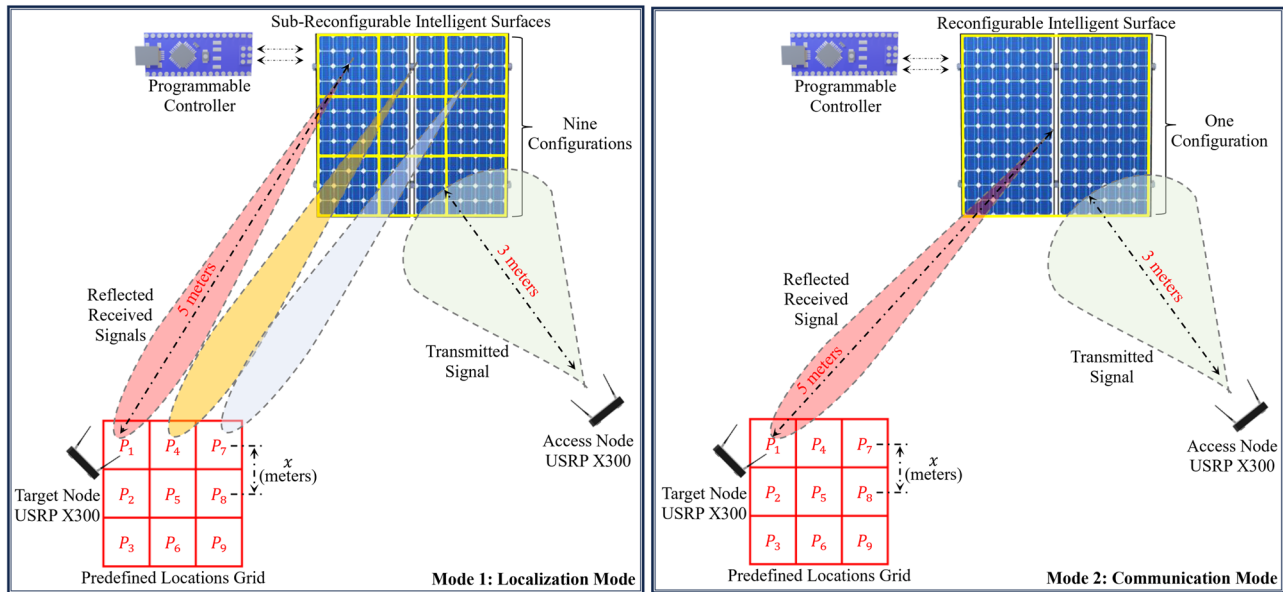 Sub-Reconfigurable Intelligent Surfaces
Programmable
Controller
Nine
Configurations
5 meters
3 meters
Reflected
Received
Signals
Transmitted
Signal
Access Node
USRP X300
Target Node
USRP X300
P1 P4 P7
P2 P5 P8
P3 P6 P9
x
(meters)
Predefined Locations Grid
Mode 1: Localization Mode
Reconfigurable Intelligent Surface
Programmable
Controller
One
Configuration
5 meters
3 meters
Reflected
Received
Signal
Transmitted
Signal
Access Node
USRP X300
Target Node
USRP X300
P1 P4 P7
P2 P5 P8
P3 P6 P9
x
(meters)
Predefined Locations Grid
Mode 2: Communication Mode